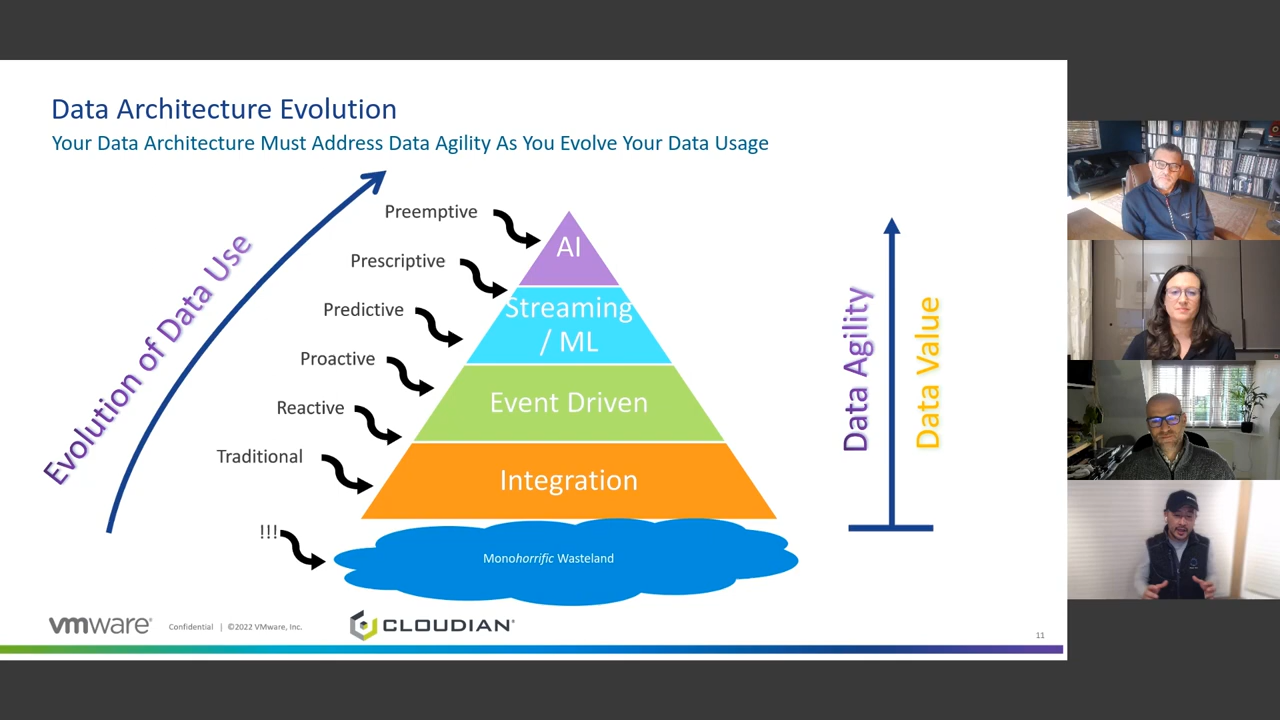 Data Architecture Evolution
Your Data Architecture Must Address Data Agility As You Evolve Your Data Usage
Evolution of Data Use
Preemptive
Prescriptive
Predictive
Proactive
Reactive
Traditional
!!!
AI
Streaming
/ ML
Event Driven
Integration
Monohorrific Wasteland
Data Agility
Data Value
vmware®
Confidential | ©2022 VMware, Inc.
CLOUDIAN®
11